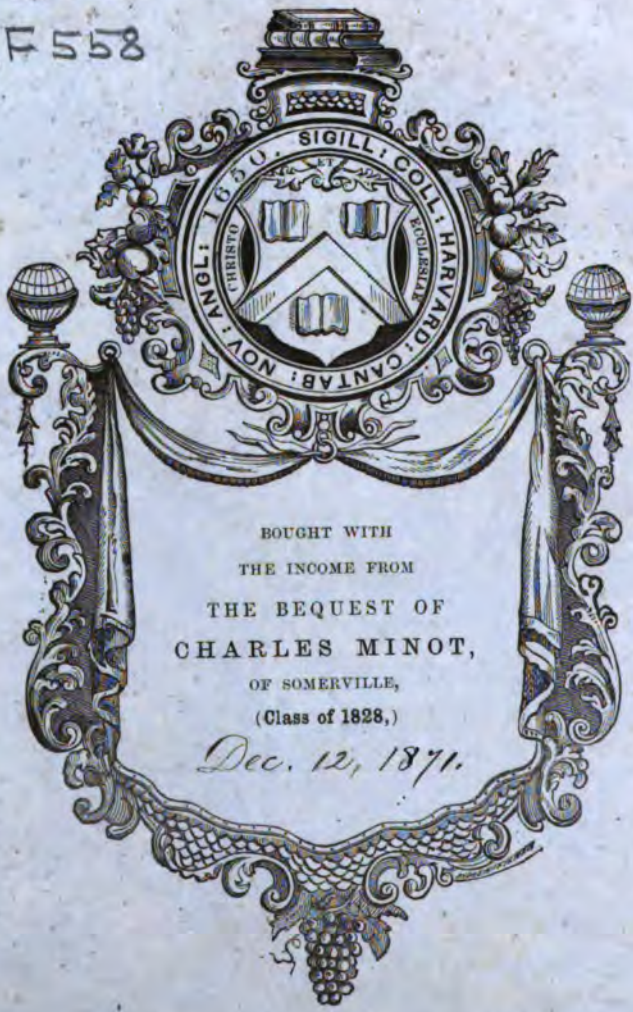 F 558
SIGILL: COLL: HARVARD: CANTAB: NOV: ANGL: 1650.
CHRISTO
ET
ECCLESIAE
BOUGHT WITH
THE INCOME FROM
THE BEQUEST OF
CHARLES MINOT,
OF SOMERVILLE,
(Class of 1828,)
Dec. 12, 1871.